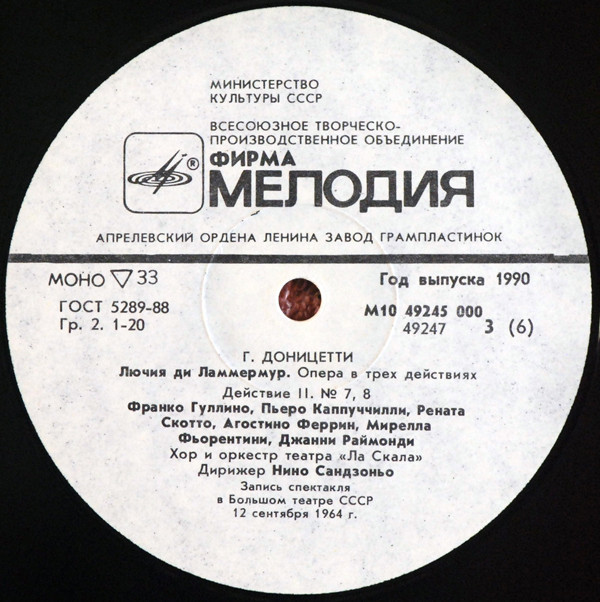 МИНИСТЕРСТВО
КУЛЬТУРЫ СССР
ВСЕСОЮЗНОЕ ТВОРЧЕСКО-
ПРОИЗВОДСТВЕННОЕ ОБЪЕДИНЕНИЕ
ФИРМА
® МЕЛОДИЯ
АПРЕЛЕВСКИЙ ОРДЕНА ЛЕНИНА ЗАВОД ГРАМПЛАСТИНОК
МОНО ▽ 33 Год выпуска 1990
ГОСТ 5289-88 М10 49245 000
Гр. 2. 1-20 49247 3 (6)
Г. ДОНИЦЕТТИ
Лючия ди Ламмермур. Опера в трех действиях
Действие II. № 7, 8
Франко Гуллино, Пьеро Каппуччилли, Рената
Скотто, Агостино Феррин, Мирелла
Фьорентини, Джанни Раймонди
Хор и оркестр театра «Ла Скала»
Дирижер Нино Сандзоньо
Запись спектакля
в Большом театре СССР
12 сентября 1964 г.